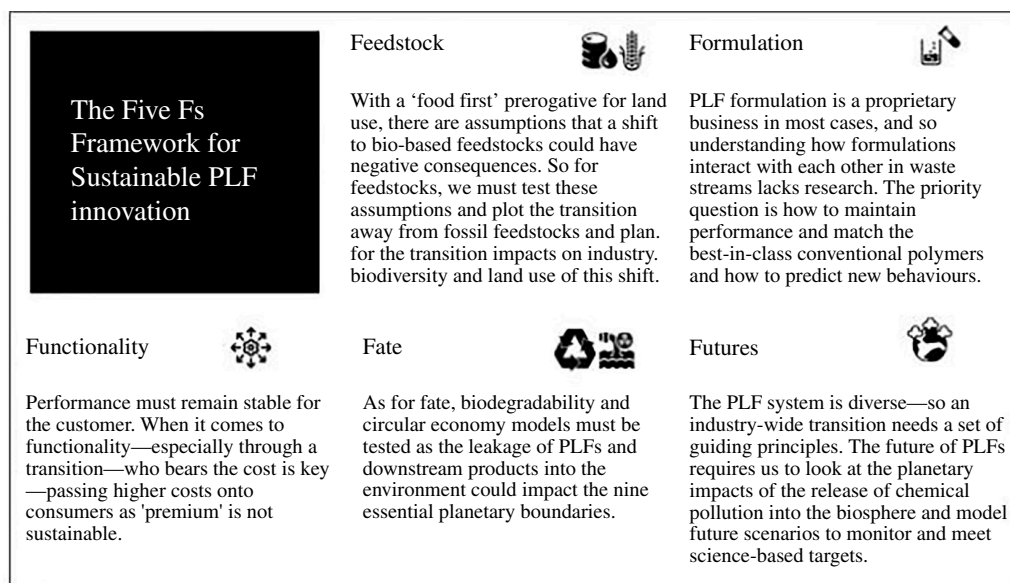 The Five Fs
Framework for
Sustainable PLF
innovation
Feedstock
With a ‘food first’ prerogative for land
use, there are assumptions that a shift
to bio-based feedstocks could have
negative consequences. So for
feedstocks, we must test these
assumptions and plot the transition
away from fossil feedstocks and plan.
for the transition impacts on industry.
biodiversity and land use of this shift.
Formulation
PLF formulation is a proprietary
business in most cases, and so
understanding how formulations
interact with each other in waste
streams lacks research. The priority
question is how to maintain
performance and match the
best-in-class conventional polymers
and how to predict new behaviours.
Functionality
Performance must remain stable for
the customer. When it comes to
functionality—especially through a
transition—who bears the cost is key
—passing higher costs onto
consumers as 'premium' is not
sustainable.
Fate
As for fate, biodegradability and
circular economy models must be
tested as the leakage of PLFs and
downstream products into the
environment could impact the nine
essential planetary boundaries.
Futures
The PLF system is diverse—so an
industry-wide transition needs a set of
guiding principles. The future of PLFs
requires us to look at the planetary
impacts of the release of chemical
pollution into the biosphere and model
future scenarios to monitor and meet
science-based targets.